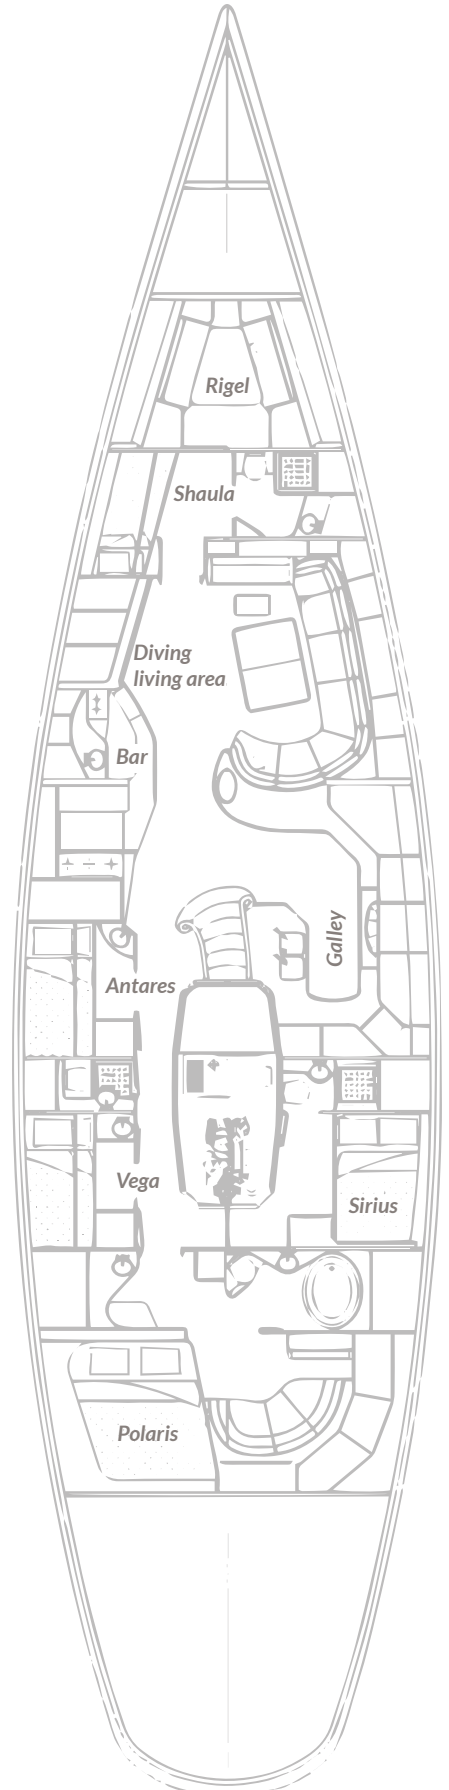 Rigel
Shaula
Diving
living area
Bar
Galley
Antares
Vega
Sirius
Polaris